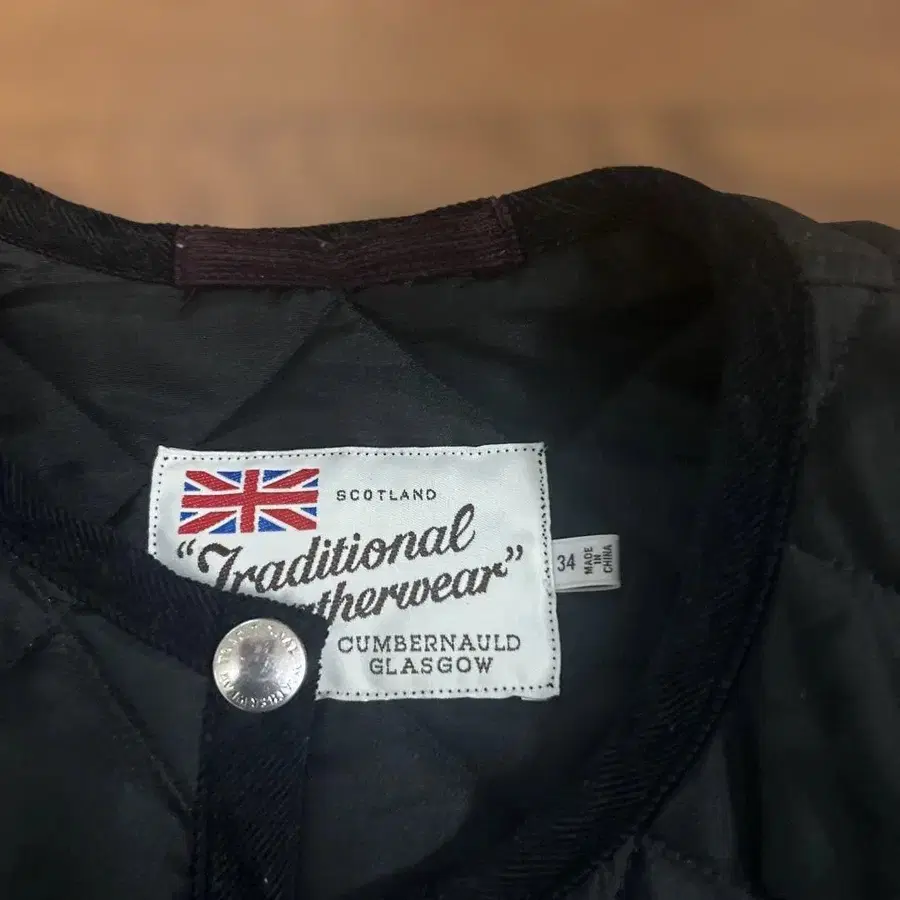 SCOTLAND
"Traditional
therwear"
CUMBERNAULD
GLASGOW
34
MADE
IN
CHINA